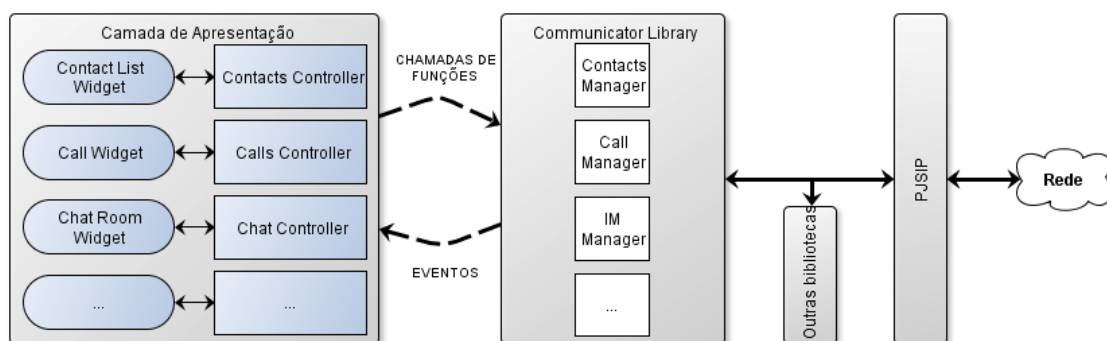 Camada de Apresentação
Contact List
Widget
Contacts Controller
Call Widget
Calls Controller
Chat Room
Widget
Chat Controller
...
...
CHAMADAS DE
FUNÇÕES
EVENTOS
Communicator Library
Contacts
Manager
Call
Manager
IM
Manager
...
Outras bibliotecas
PJSIP
Rede